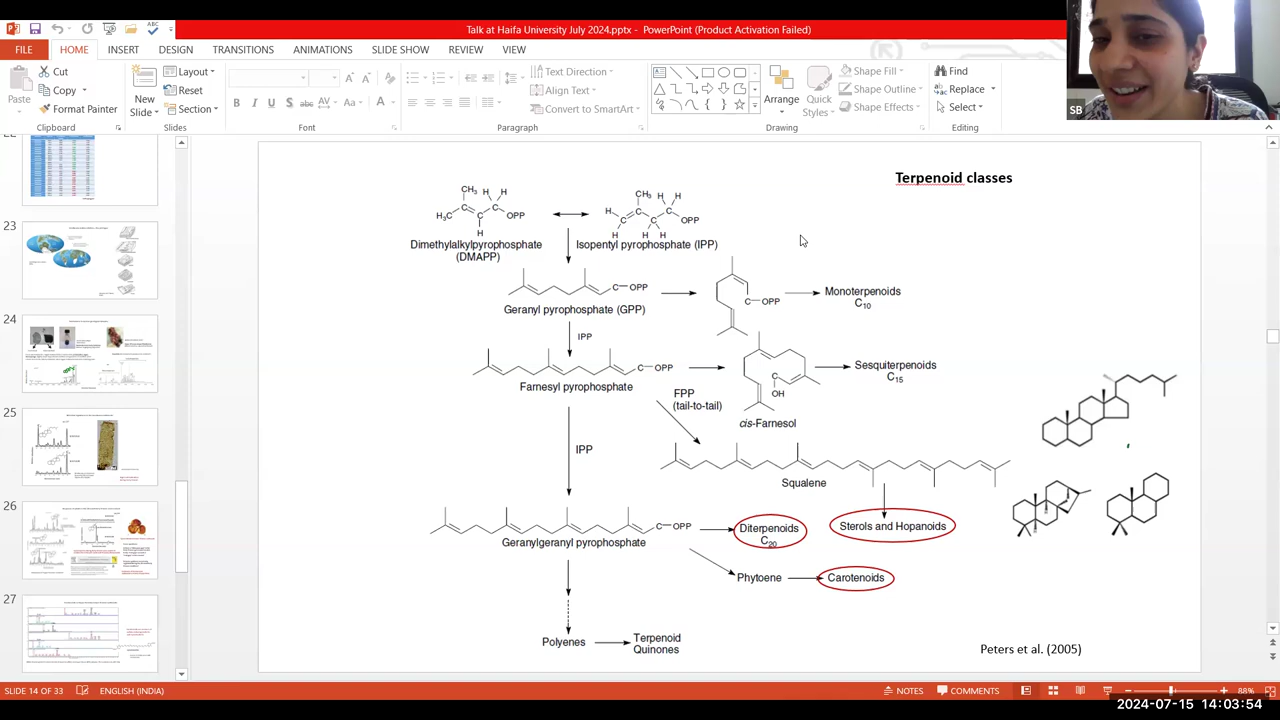 Talk at Haifa University July 2024.pptx - PowerPoint (Product Activation Failed)
FILE HOME INSERT DESIGN TRANSITIONS ANIMATIONS SLIDE SHOW REVIEW VIEW
Paste
Cut
Copy
Format Painter
Clipboard
New
Slide
Layout
Reset
Section
Slides
B I U S abc AV Aa A
Font
Text Direction
Align Text
Convert to SmartArt
Paragraph
Arrange
Quick
Styles
Shape Fill
Shape Outline
Shape Effects
Drawing
Find
Replace
Select
Editing
SB
22
23
24
25
26
27
Terpenoid classes
CH3 H H
H3C C C C OPP
H
Dimethylalkylpyrophosphate
(DMAPP)
CH3 H H
H C OPP
H H H
Isopentyl pyrophosphate (IPP)
C OPP
Geranyl pyrophosphate (GPP)
C OPP
Monoterpenoids
C10
IPP
C OPP
Farnesyl pyrophosphate
FPP
(tail-to-tail)
C
OH
cis-Farnesol
Sesquiterpenoids
C15
IPP
Squalene
C OPP
Geranylgeranyl pyrophosphate
Diterpenoids
C20
Sterols and Hopanoids
Phytoene
Carotenoids
Polyenes
Terpenoid
Quinones
Peters et al. (2005)
SLIDE 14 OF 33 ENGLISH (INDIA) NOTES COMMENTS 88%
2024-07-15 14:03:54